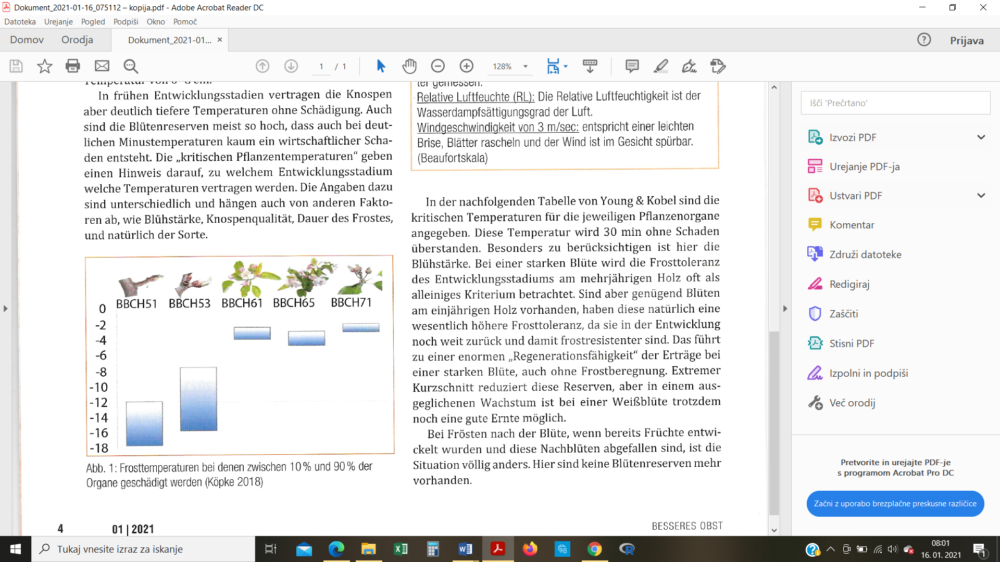 Dokument_2021-01-16_075112 – kopija.pdf - Adobe Acrobat Reader DC
Datoteka Urejanje Pogled Podpiši Okno Pomoč
Domov Orodja Dokument_2021-01... × Prijava
1 / 1 128%
In frühen Entwicklungsstadien vertragen die Knospen
aber deutlich tiefere Temperaturen ohne Schädigung. Auch
sind die Blütenreserven meist so hoch, dass auch bei deut-
lichen Minustemperaturen kaum ein wirtschaftlicher Scha-
den entsteht. Die „kritischen Pflanzentemperaturen“ geben
einen Hinweis darauf, zu welchem Entwicklungsstadium
welche Temperaturen vertragen werden. Die Angaben dazu
sind unterschiedlich und hängen auch von anderen Fakto-
ren ab, wie Blühstärke, Knospenqualität, Dauer des Frostes,
und natürlich der Sorte.
BBCH51 BBCH53 BBCH61 BBCH65 BBCH71
0
-2
-4
-6
-8
-10
-12
-14
-16
-18
Abb. 1: Frosttemperaturen bei denen zwischen 10 % und 90 % der
Organe geschädigt werden (Köpke 2018)
ter gemessen.
Relative Luftfeuchte (RL): Die Relative Luftfeuchtigkeit ist der
Wasserdampfsättigungsgrad der Luft.
Windgeschwindigkeit von 3 m/sec: entspricht einer leichten
Brise, Blätter rascheln und der Wind ist im Gesicht spürbar.
(Beaufortskala)
In der nachfolgenden Tabelle von Young & Kobel sind die
kritischen Temperaturen für die jeweiligen Pflanzenorgane
angegeben. Diese Temperatur wird 30 min ohne Schaden
überstanden. Besonders zu berücksichtigen ist hier die
Blühstärke. Bei einer starken Blüte wird die Frosttoleranz
des Entwicklungsstadiums am mehrjährigen Holz oft als
alleiniges Kriterium betrachtet. Sind aber genügend Blüten
am einjährigen Holz vorhanden, haben diese natürlich eine
wesentlich höhere Frosttoleranz, da sie in der Entwicklung
noch weit zurück und damit frostresistenter sind. Das führt
zu einer enormen „Regenerationsfähigkeit“ der Erträge bei
einer starken Blüte, auch ohne Frostberegnung. Extremer
Kurzschnitt reduziert diese Reserven, aber in einem aus-
geglichenen Wachstum ist bei einer Weißblüte trotzdem
noch eine gute Ernte möglich.
Bei Frösten nach der Blüte, wenn bereits Früchte entwi-
ckelt wurden und diese Nachblüten abgefallen sind, ist die
Situation völlig anders. Hier sind keine Blütenreserven mehr
vorhanden.
4 01 | 2021
BESSERES OBST
Išči 'Prečrtano'
Izvozi PDF
Urejanje PDF-ja
Ustvari PDF
Komentar
Združi datoteke
Redigiraj
Zaščiti
Stisni PDF
Izpolni in podpiši
Več orodij
Pretvorite in urejajte PDF-je
s programom Acrobat Pro DC
Začni z uporabo brezplačne preskusne različice
Tukaj vnesite izraz za iskanje
08:01
16. 01. 2021
1